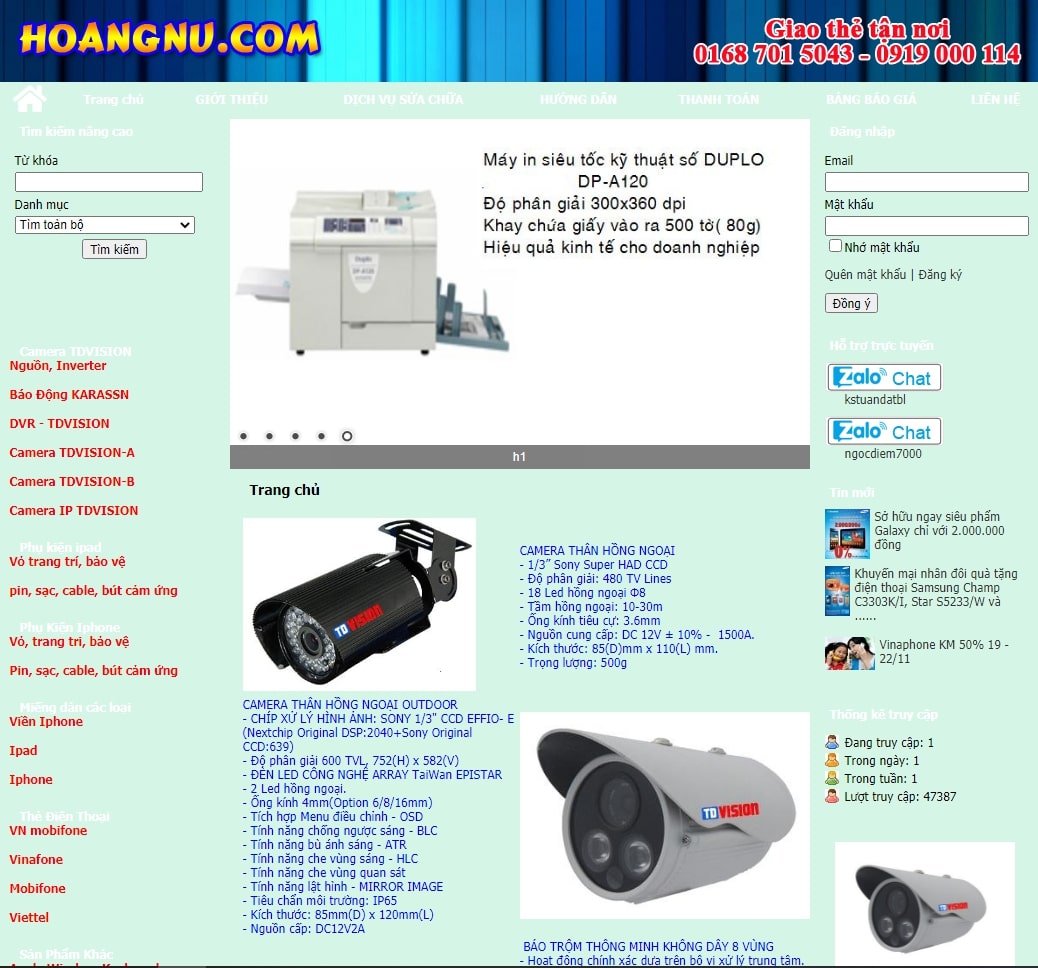 HOANGNU.COM
Giao thẻ tận nơi
0168 701 5043 - 0919 000 114
Trang chủ
GIỚI THIỆU
DỊCH VỤ SỬA CHỮA
HƯỚNG DẪN
THANH TOÁN
BẢNG BÁO GIÁ
LIÊN HỆ
Tìm kiếm nâng cao
Từ khóa
Danh mục
Tìm toàn bộ
Tìm kiếm
Camera TDVISION
Nguồn, Inverter
Báo Động KARASSN
DVR - TDVISION
Camera TDVISION-A
Camera TDVISION-B
Camera IP TDVISION
Phụ kiện ipad
Vỏ trang trí, bảo vệ
pin, sạc, cable, bút cảm ứng
Phụ Kiện Iphone
Vỏ, trang trí, bảo vệ
Pin, sạc, cable, bút cảm ứng
Miếng dán các loại
Viền Iphone
Ipad
Iphone
Thẻ Điện Thoại
VN mobifone
Vinafone
Mobifone
Viettel
Sản Phẩm Khác
Máy in siêu tốc kỹ thuật số DUPLO
DP-A120
Độ phân giải 300x360 dpi
Khay chứa giấy vào ra 500 tờ( 80g)
Hiệu quả kinh tế cho doanh nghiệp
Duplo
DP-A120
h1
Trang chủ
TDVISION
CAMERA THÂN HỒNG NGOẠI OUTDOOR
- CHÍP XỬ LÝ HÌNH ẢNH: SONY 1/3" CCD EFFIO- E
(Nextchip Original DSP:2040+Sony Original
CCD:639)
- Độ phân giải 600 TVL, 752(H) x 582(V)
- ĐÈN LED CÔNG NGHỆ ARRAY TaiWan EPISTAR
- 2 Led hồng ngoại.
- Ống kính 4mm(Option 6/8/16mm)
- Tích hợp Menu điều chỉnh - OSD
- Tính năng chống ngược sáng - BLC
- Tính năng bù ánh sáng - ATR
- Tính năng che vùng sáng - HLC
- Tính năng che vùng quan sát
- Tính năng lật hình - MIRROR IMAGE
- Tiêu chẩn môi trường: IP65
- Kích thước: 85mm(D) x 120mm(L)
- Nguồn cấp: DC12V2A
CAMERA THÂN HỒNG NGOẠI
- 1/3” Sony Super HAD CCD
- Độ phân giải: 480 TV Lines
- 18 Led hồng ngoại Φ8
- Tầm hồng ngoại: 10-30m
- Ống kính tiêu cự: 3.6mm
- Nguồn cung cấp: DC 12V ± 10% - 1500A.
- Kích thước: 85(D)mm x 110(L) mm.
- Trọng lượng: 500g
TDVISION
BÁO TRỘM THÔNG MINH KHÔNG DÂY 8 VÙNG
- Hoạt động chính xác dựa trên bộ vi xử lý trung tâm.
Đăng nhập
Email
Mật khẩu
Nhớ mật khẩu
Quên mật khẩu | Đăng ký
Đồng ý
Hỗ trợ trực tuyến
Zalo Chat
kstuandatbl
Zalo Chat
ngocdiem7000
Tin mới
Sở hữu ngay siêu phẩm
Galaxy chỉ với 2.000.000
đồng
Khuyến mại nhân đôi quà tặng
điện thoại Samsung Champ
C3303K/I, Star S5233/W và
......
Vinaphone KM 50% 19 -
22/11
Thống kê truy cập
Đang truy cập: 1
Trong ngày: 1
Trong tuần: 1
Lượt truy cập: 47387
TDVISION